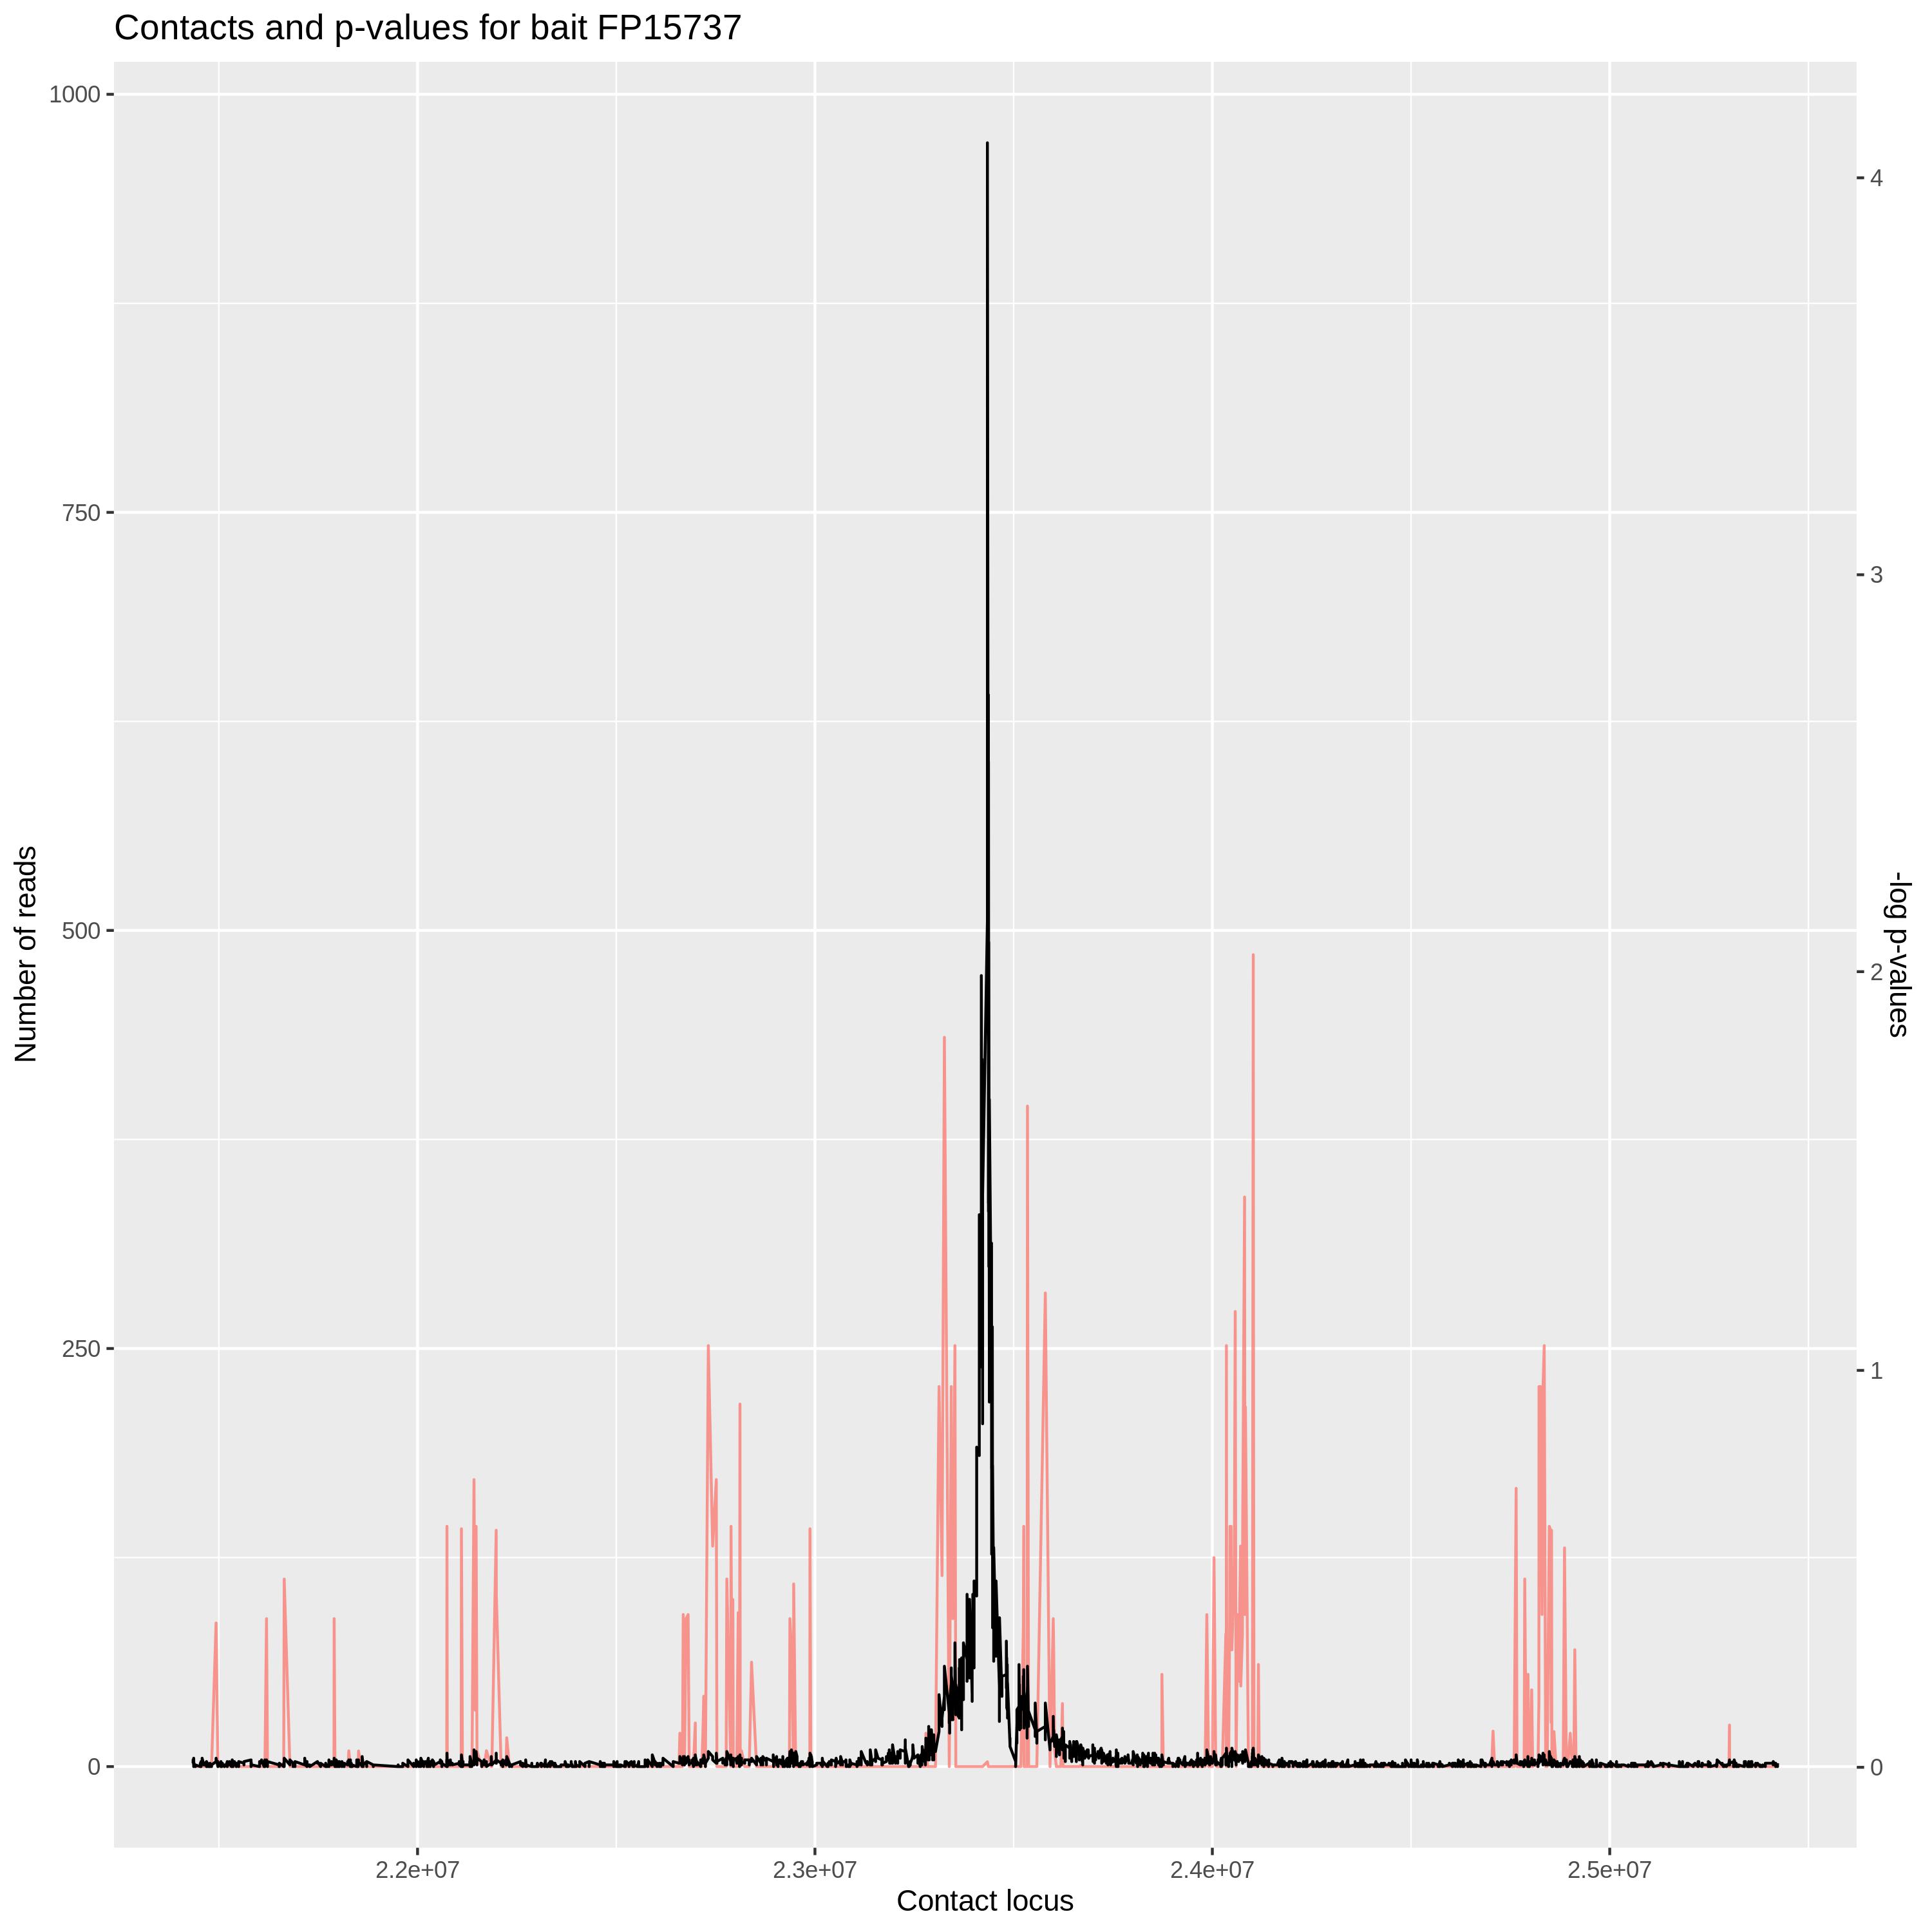 Contacts and p-values for bait FP15737
1000
750
500
250
0
Number of reads
4
3
2
1
0
-log p-values
2.2e+07
2.3e+07
2.4e+07
2.5e+07
Contact locus